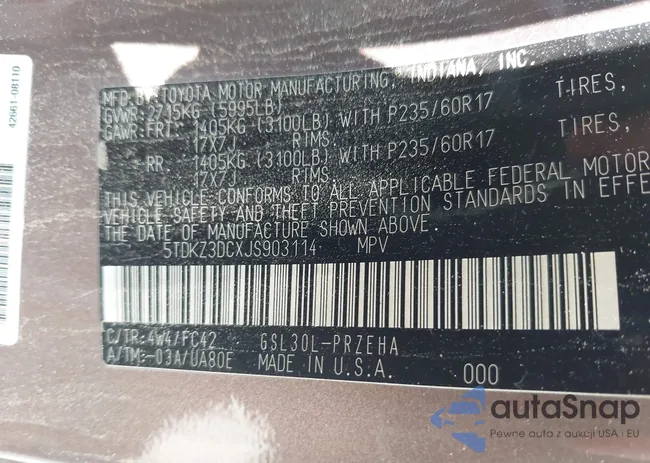 42661-08110
MFD. BY TOYOTA MOTOR MANUFACTURING, INDIANA, INC.
GVWR: 2715KG (5995LB)
GAWR: FRT. 1405KG (3100LB) WITH P235/60R17 TIRES,
17X7J RIMS
RR. 1405KG (3100LB) WITH P235/60R17 TIRES,
17X7J RIMS.
THIS VEHICLE CONFORMS TO ALL APPLICABLE FEDERAL MOTOR
VEHICLE SAFETY AND THEFT PREVENTION STANDARDS IN EFFE
THE DATE OF MANUFACTURE SHOWN ABOVE
5TDKZ3DCXJS903114 MPV
C/TR: 4W4/FC42 GSL30L-PRZEHA
A/TM: -03A/UA80E MADE IN U.S.A. 000
autaSnap
Pewne auto z aukcji USA i EU